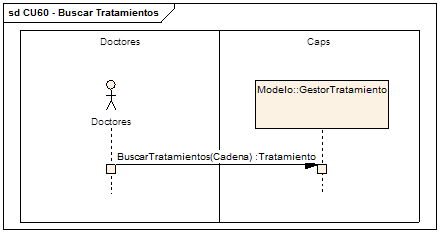 sd CU60 - Buscar Tratamientos
Doctores
Caps
Modelo::GestorTratamiento
Doctores
BuscarTratamientos(Cadena) :Tratamiento